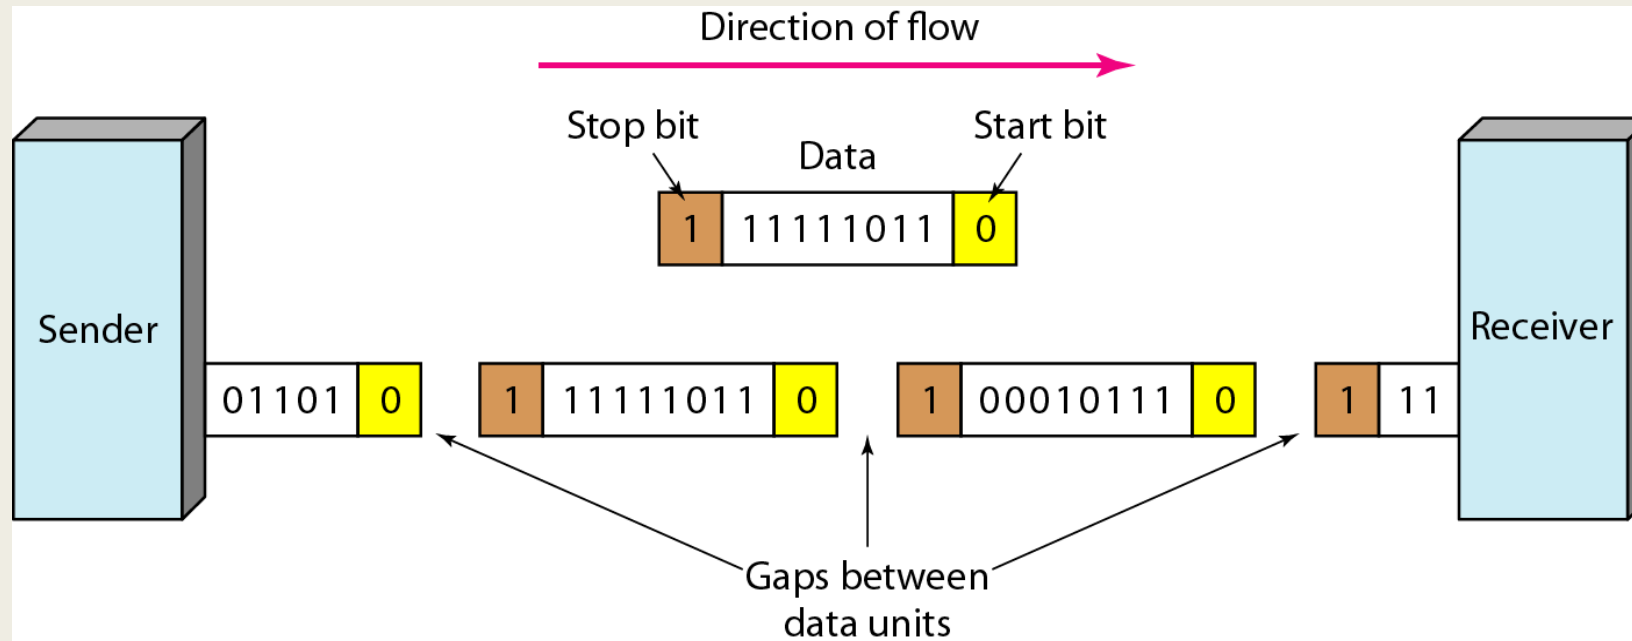 Direction of flow
Stop bit
Start bit
Data
1 11111011 0
Sender
Receiver
01101 0 1 11111011 0 1 00010111 0 1 11
Gaps between
data units